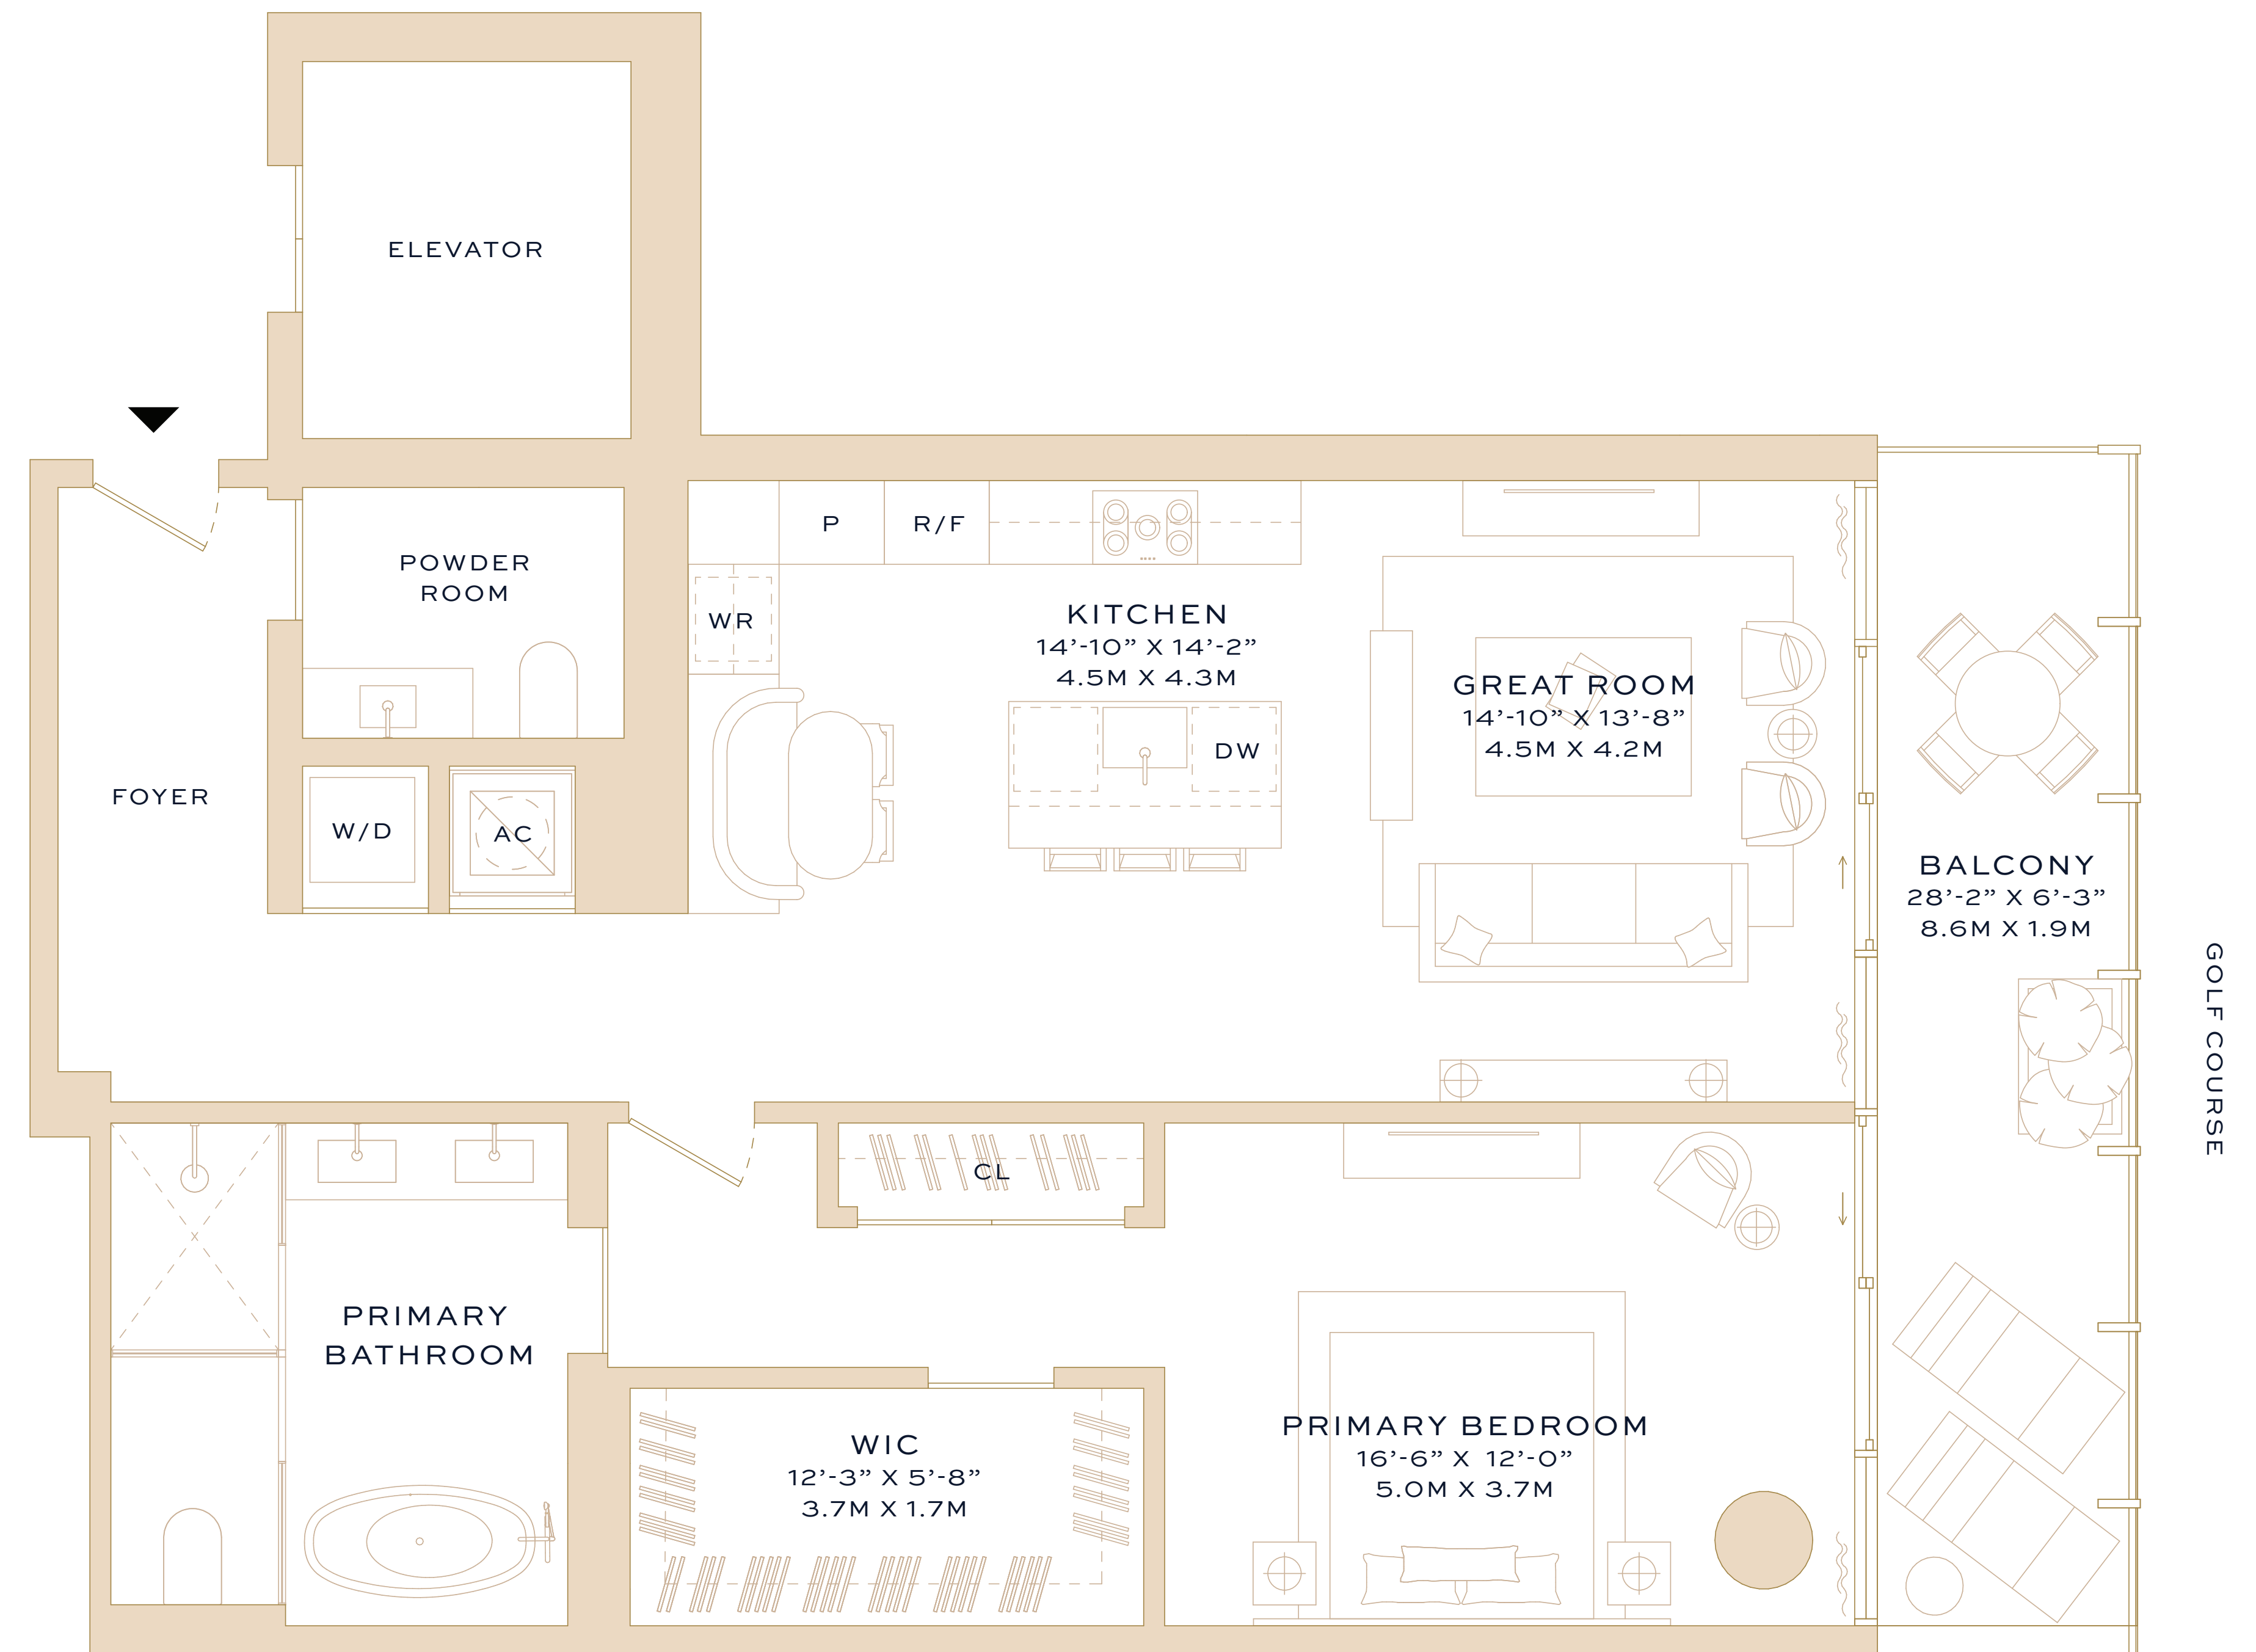 ELEVATOR
POWDER
ROOM
P
R/F
WR
KITCHEN
14’-10” X 14’-2”
4.5M X 4.3M
GREAT ROOM
14’-10” X 13’-8”
4.5M X 4.2M
DW
FOYER
W/D
AC
BALCONY
28’-2” X 6’-3”
8.6M X 1.9M
GOLF COURSE
CL
PRIMARY
BATHROOM
WIC
12’-3” X 5’-8”
3.7M X 1.7M
PRIMARY BEDROOM
16’-6” X 12’-0”
5.0M X 3.7M